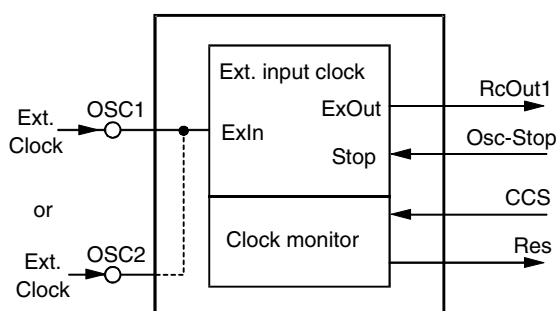 Ext. input clock
RcOut1
OSC1
ExOut
Ext.
Clock
ExIn
Osc-Stop
Stop
or
CCS
Clock monitor
Res
OSC2
Ext.
Clock